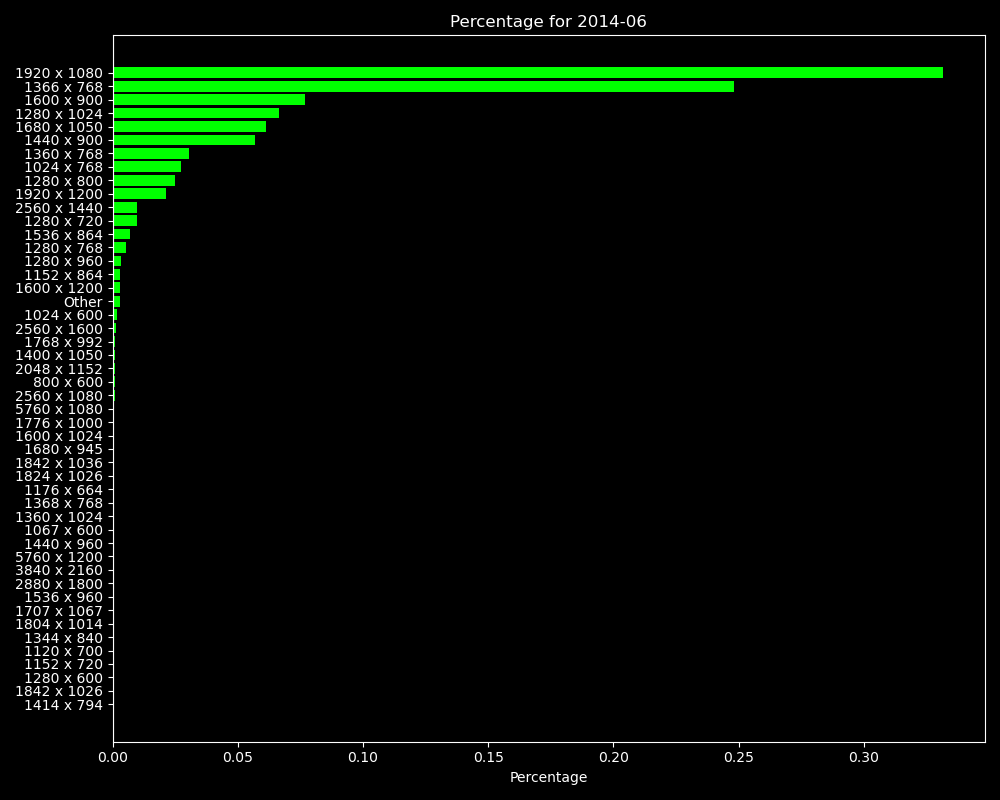 Percentage for 2014-06
1920 x 1080
1366 x 768
1600 x 900
1280 x 1024
1680 x 1050
1440 x 900
1360 x 768
1024 x 768
1280 x 800
1920 x 1200
2560 x 1440
1280 x 720
1536 x 864
1280 x 768
1280 x 960
1152 x 864
1600 x 1200
Other
1024 x 600
2560 x 1600
1768 x 992
1400 x 1050
2048 x 1152
800 x 600
2560 x 1080
5760 x 1080
1776 x 1000
1600 x 1024
1680 x 945
1842 x 1036
1824 x 1026
1176 x 664
1368 x 768
1360 x 1024
1067 x 600
1440 x 960
5760 x 1200
3840 x 2160
2880 x 1800
1536 x 960
1707 x 1067
1804 x 1014
1344 x 840
1120 x 700
1152 x 720
1280 x 600
1842 x 1026
1414 x 794
0.00 0.05 0.10 0.15 0.20 0.25 0.30
Percentage